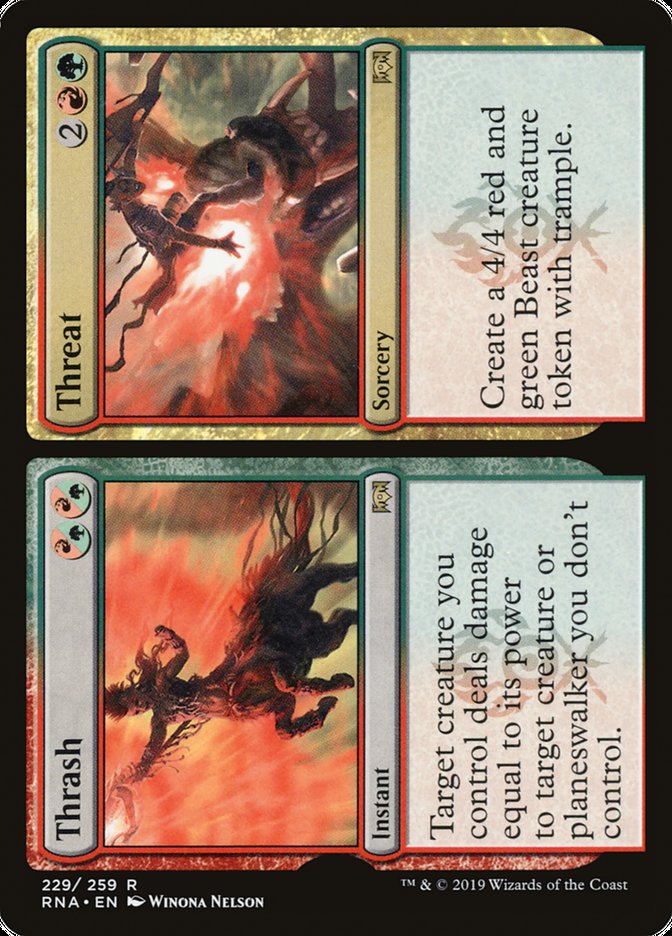 Threat
2
Sorcery
Create a 4/4 red and
green Beast creature
token with trample.
Thrash
Instant
Target creature you
control deals damage
equal to its power
to target creature or
planeswalker you don’t
control.
229/259 R
RNA • EN Winona Nelson
™ & © 2019 Wizards of the Coast